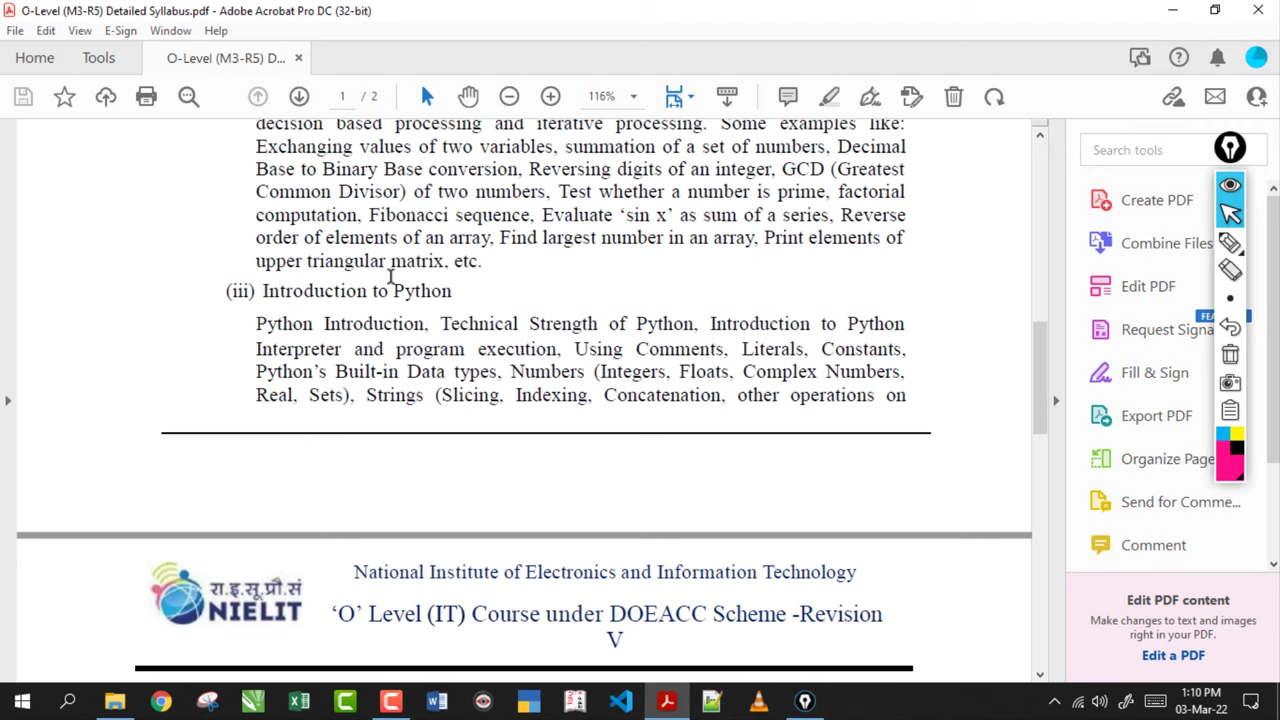 O-Level (M3-R5) Detailed Syllabus.pdf - Adobe Acrobat Pro DC (32-bit)
File Edit View E-Sign Window Help
Home Tools O-Level (M3-R5) D... ×
1 / 2 116%
decision based processing and iterative processing. Some examples like:
Exchanging values of two variables, summation of a set of numbers, Decimal
Base to Binary Base conversion, Reversing digits of an integer, GCD (Greatest
Common Divisor) of two numbers, Test whether a number is prime, factorial
computation, Fibonacci sequence, Evaluate ‘sin x’ as sum of a series, Reverse
order of elements of an array, Find largest number in an array, Print elements of
upper triangular matrix, etc.
(iii) Introduction to Python
Python Introduction, Technical Strength of Python, Introduction to Python
Interpreter and program execution, Using Comments, Literals, Constants,
Python’s Built-in Data types, Numbers (Integers, Floats, Complex Numbers,
Real, Sets), Strings (Slicing, Indexing, Concatenation, other operations on
रा.इ.सू.प्रौ.सं
NIELIT
National Institute of Electronics and Information Technology
‘O’ Level (IT) Course under DOEACC Scheme -Revision
V
Search tools
Create PDF
Combine Files
Edit PDF
FEA
Request Signa
Fill & Sign
Export PDF
Organize Page
Send for Comme...
Comment
Edit PDF content
Make changes to text and images
right in your PDF.
Edit a PDF
1:10 PM
03-Mar-22